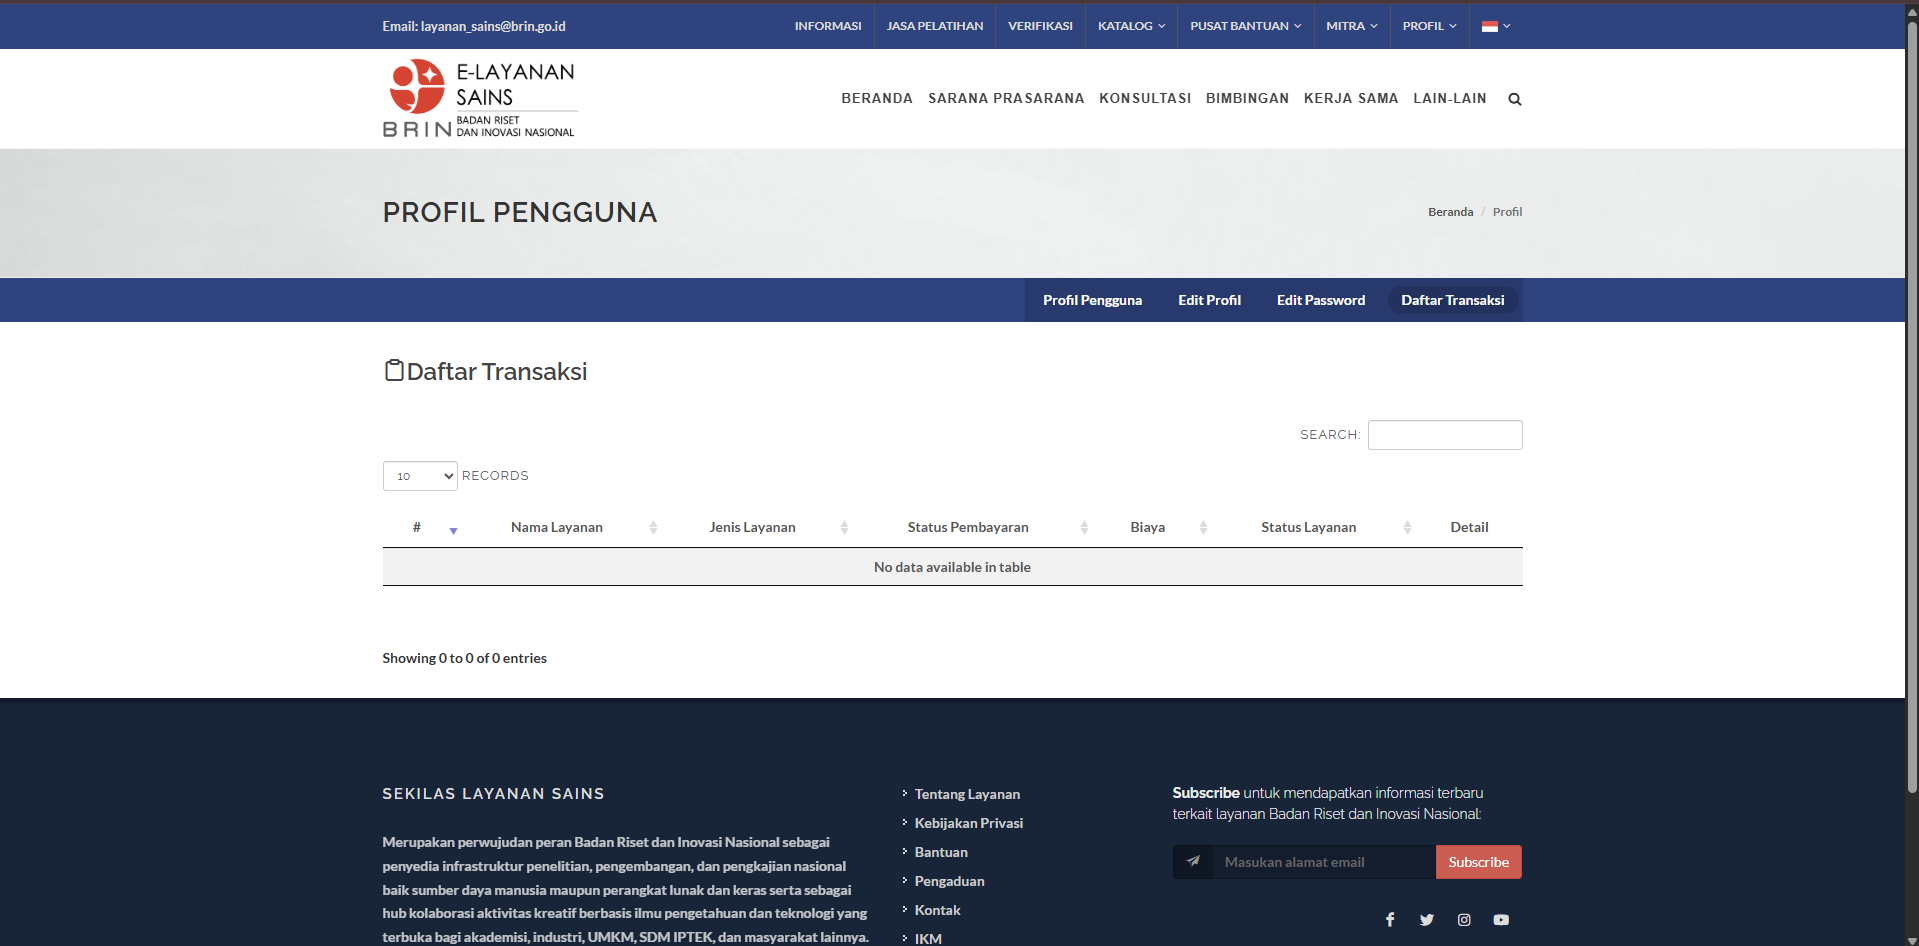 Email: layanan_sains@brin.go.id
INFORMASI
JASA PELATIHAN
VERIFIKASI
KATALOG
PUSAT BANTUAN
MITRA
PROFIL
E-LAYANAN
SAINS
BADAN RISET
DAN INOVASI NASIONAL
BRIN
BERANDA
SARANA PRASARANA
KONSULTASI
BIMBINGAN
KERJA SAMA
LAIN-LAIN
PROFIL PENGGUNA
Beranda / Profil
Profil Pengguna
Edit Profil
Edit Password
Daftar Transaksi
Daftar Transaksi
SEARCH:
10 RECORDS
# Nama Layanan Jenis Layanan Status Pembayaran Biaya Status Layanan Detail
No data available in table
Showing 0 to 0 of 0 entries
SEKILAS LAYANAN SAINS
Merupakan perwujudan peran Badan Riset dan Inovasi Nasional sebagai
penyedia infrastruktur penelitian, pengembangan, dan pengkajian nasional
baik sumber daya manusia maupun perangkat lunak dan keras serta sebagai
hub kolaborasi aktivitas kreatif berbasis ilmu pengetahuan dan teknologi yang
terbuka bagi akademisi, industri, UMKM, SDM IPTEK, dan masyarakat lainnya.
Tentang Layanan
Kebijakan Privasi
Bantuan
Pengaduan
Kontak
IKM
Subscribe untuk mendapatkan informasi terbaru
terkait layanan Badan Riset dan Inovasi Nasional:
Masukan alamat email
Subscribe